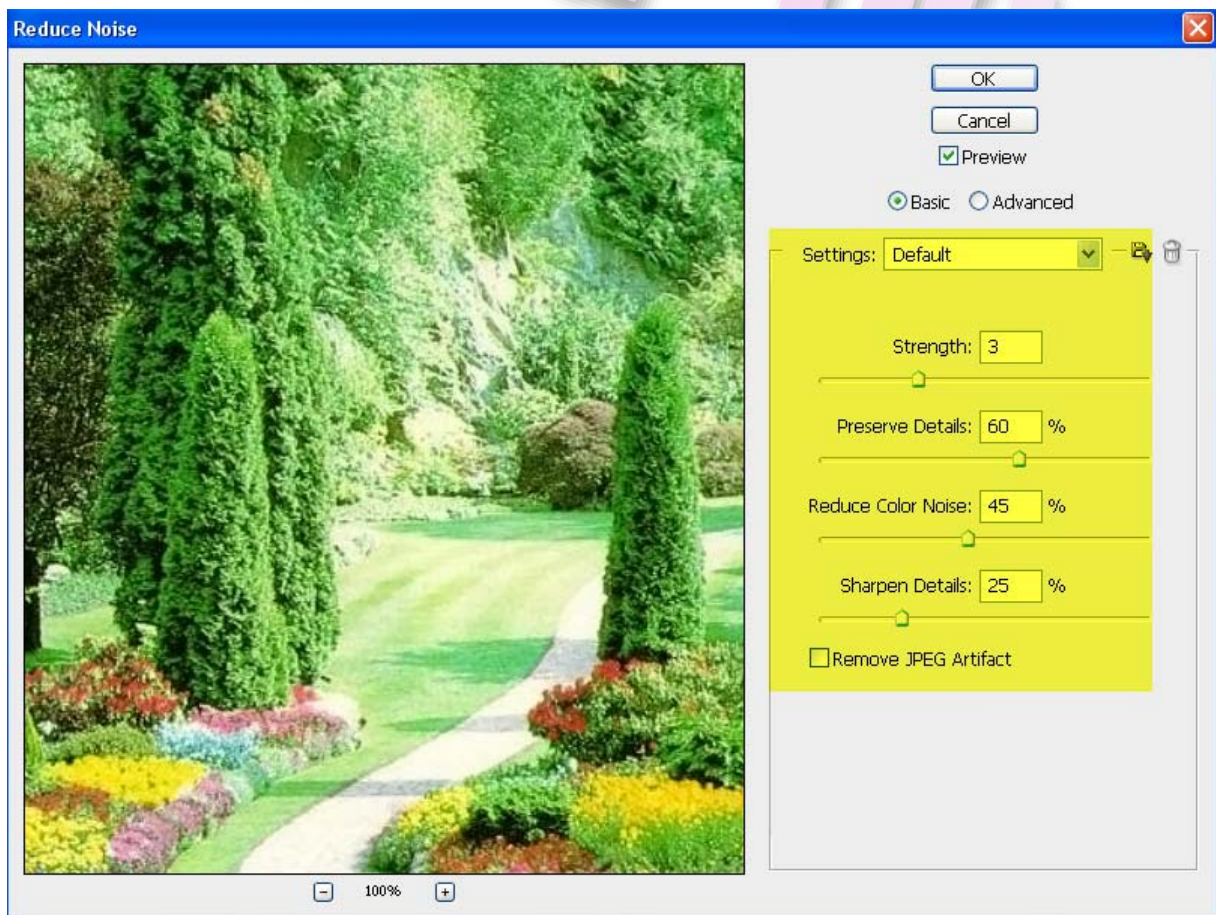 Reduce Noise
OK
Cancel
Preview
Basic Advanced
Settings: Default
Strength: 3
Preserve Details: 60 %
Reduce Color Noise: 45 %
Sharpen Details: 25 %
Remove JPEG Artifact
100%